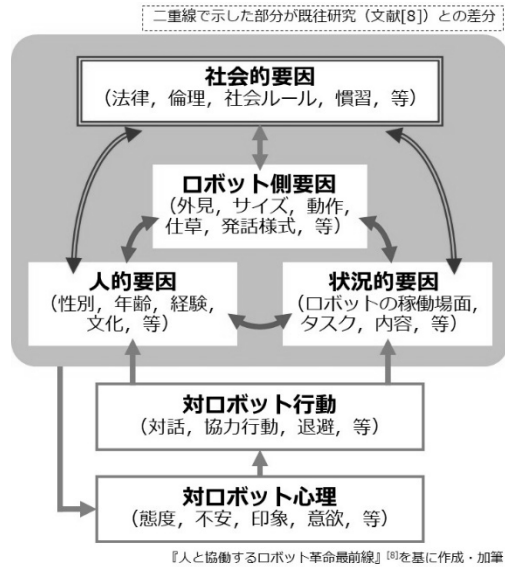 二重線で示した部分が既往研究（文献[8]）との差分
社会的要因
（法律，倫理，社会ルール，慣習，等）
ロボット側要因
（外見，サイズ，動作，
仕草，発話様式，等）
人的要因
（性別，年齢，経験，
文化，等）
状況的要因
（ロボットの稼働場面，
タスク，内容，等）
対ロボット行動
（対話，協力行動，退避，等）
対ロボット心理
（態度，不安，印象，意欲，等）
『人と協働するロボット革命最前線』[8]を基に作成・加筆